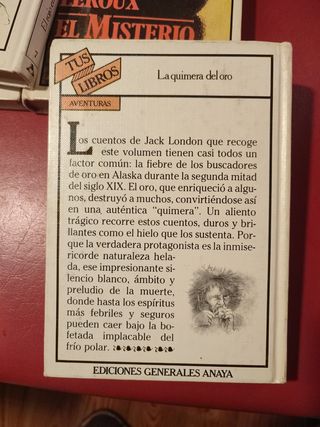 EROUX
EL MISTERIO
TUS
LIBROS
AVENTURAS
La quimera del oro
Los cuentos de Jack London que recoge
este volumen tienen casi todos un
factor común: la fiebre de los buscadores
de oro en Alaska durante la segunda mitad
del siglo XIX. El oro, que enriqueció a algu-
nos, destruyó a muchos, convirtiéndose así
en una auténtica “quimera”. Un aliento
trágico recorre estos cuentos, duros y bri-
llantes como el hielo que los sustenta. Por-
que la verdadera protagonista es la inmise-
ricorde naturaleza hela-
da, ese impresionante si-
lencio blanco, ámbito y
preludio de la muerte,
donde hasta los espíritus
más febriles y seguros
pueden caer bajo la bo-
fetada implacable del
frío polar.
EDICIONES GENERALES ANAYA